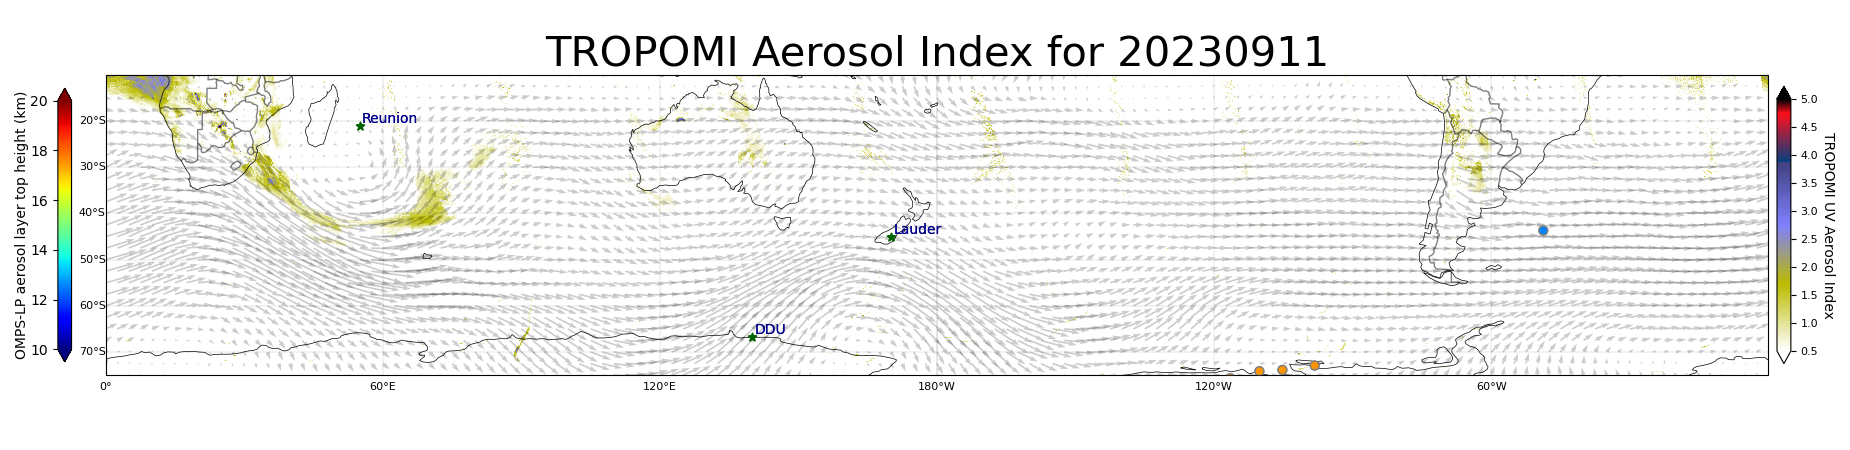 TROPOMI Aerosol Index for 20230911
OMPS-LP aerosol layer top height (km)
20
18
16
14
12
10
20°S
30°S
40°S
50°S
60°S
70°S
Reunion
Lauder
DDU
0°
60°E
120°E
180°W
120°W
60°W
5.0
4.5
4.0
3.5
3.0
2.5
2.0
1.5
1.0
0.5
TROPOMI UV Aerosol Index